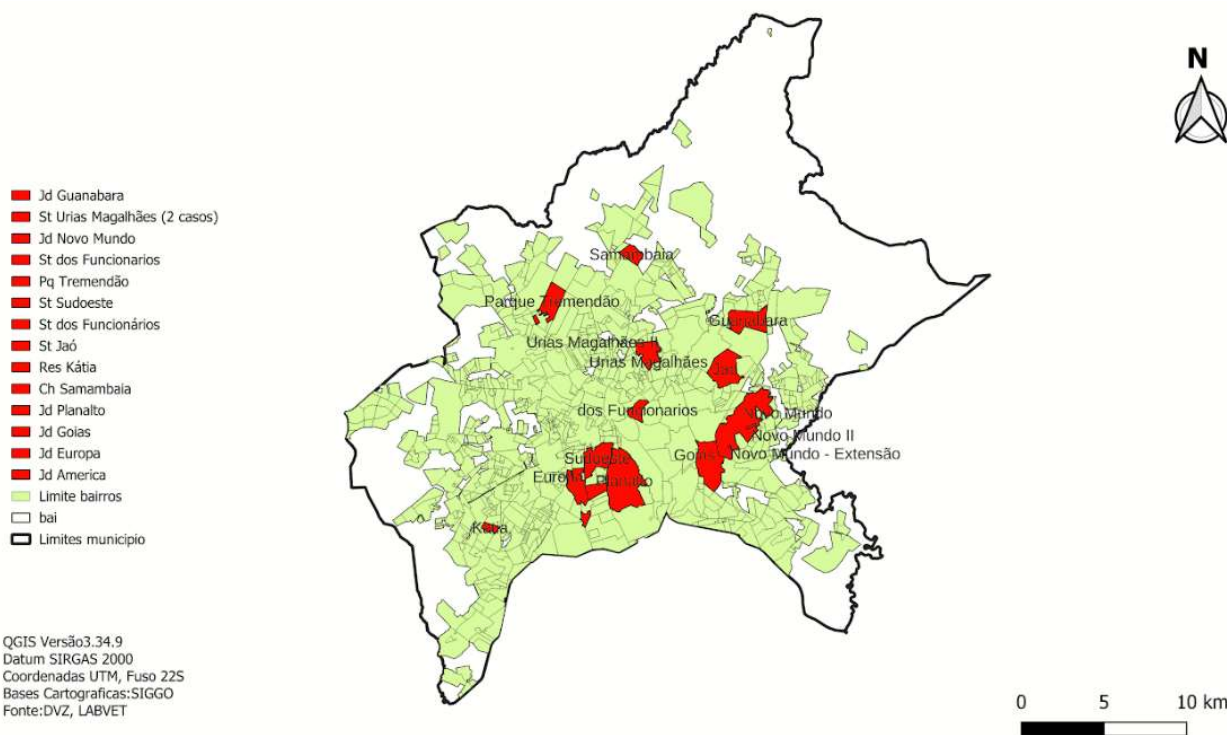 N
Jd Guanabara
St Urias Magalhães (2 casos)
Jd Novo Mundo
St dos Funcionarios
Pq Tremendão
St Sudoeste
St dos Funcionários
St Jaó
Res Kátia
Ch Samambaia
Jd Planalto
Jd Goias
Jd Europa
Jd America
Limite bairros
bai
Limites municipio
Samambaia
Parque Tremendão
Guanabara
Urias Magalhães II
Urias Magalhães
Jaó
dos Funcionarios
Novo Mundo
Novo Mundo II
Novo Mundo - Extensão
Goiás
Sudoeste
Europa
Planalto
QGIS Versão3.34.9
Datum SIRGAS 2000
Coordenadas UTM, Fuso 22S
Bases Cartograficas:SIGGO
Fonte:DVZ, LABVET
0 5 10 km